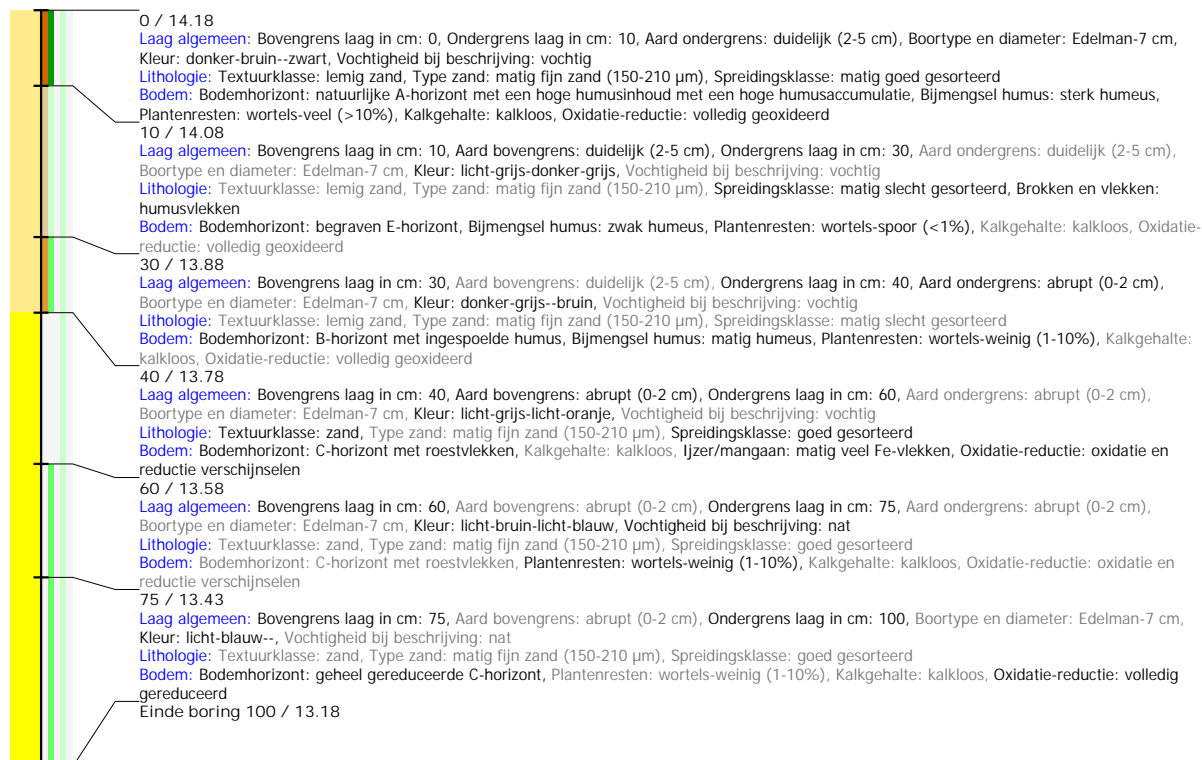 0 / 14.18
Laag algemeen: Bovengrens laag in cm: 0, Ondergrens laag in cm: 10, Aard ondergrens: duidelijk (2-5 cm), Boortype en diameter: Edelman-7 cm,
Kleur: donker-bruin--zwart, Vochtigheid bij beschrijving: vochtig
Lithologie: Textuurklasse: lemig zand, Type zand: matig fijn zand (150-210 µm), Spreidingsklasse: matig goed gesorteerd
Bodem: Bodemhorizont: natuurlijke A-horizont met een hoge humusinhoud met een hoge humusaccumulatie, Bijmengsel humus: sterk humeus,
Plantenresten: wortels-veel (>10%), Kalkgehalte: kalkloos, Oxidatie-reductie: volledig geoxideerd
10 / 14.08
Laag algemeen: Bovengrens laag in cm: 10, Aard bovengrens: duidelijk (2-5 cm), Ondergrens laag in cm: 30, Aard ondergrens: duidelijk (2-5 cm),
Boortype en diameter: Edelman-7 cm, Kleur: licht-grijs-donker-grijs, Vochtigheid bij beschrijving: vochtig
Lithologie: Textuurklasse: lemig zand, Type zand: matig fijn zand (150-210 µm), Spreidingsklasse: matig slecht gesorteerd, Brokken en vlekken:
humusvlekken
Bodem: Bodemhorizont: begraven E-horizont, Bijmengsel humus: zwak humeus, Plantenresten: wortels-spoor (<1%), Kalkgehalte: kalkloos, Oxidatie-
reductie: volledig geoxideerd
30 / 13.88
Laag algemeen: Bovengrens laag in cm: 30, Aard bovengrens: duidelijk (2-5 cm), Ondergrens laag in cm: 40, Aard ondergrens: abrupt (0-2 cm),
Boortype en diameter: Edelman-7 cm, Kleur: donker-grijs--bruin, Vochtigheid bij beschrijving: vochtig
Lithologie: Textuurklasse: lemig zand, Type zand: matig fijn zand (150-210 µm), Spreidingsklasse: matig slecht gesorteerd
Bodem: Bodemhorizont: B-horizont met ingespoelde humus, Bijmengsel humus: matig humeus, Plantenresten: wortels-weinig (1-10%), Kalkgehalte:
kalkloos, Oxidatie-reductie: volledig geoxideerd
40 / 13.78
Laag algemeen: Bovengrens laag in cm: 40, Aard bovengrens: abrupt (0-2 cm), Ondergrens laag in cm: 60, Aard ondergrens: abrupt (0-2 cm),
Boortype en diameter: Edelman-7 cm, Kleur: licht-grijs-licht-oranje, Vochtigheid bij beschrijving: vochtig
Lithologie: Textuurklasse: zand, Type zand: matig fijn zand (150-210 µm), Spreidingsklasse: goed gesorteerd
Bodem: Bodemhorizont: C-horizont met roestvlekken, Kalkgehalte: kalkloos, Ijzer/mangaan: matig veel Fe-vlekken, Oxidatie-reductie: oxidatie en
reductie verschijnselen
60 / 13.58
Laag algemeen: Bovengrens laag in cm: 60, Aard bovengrens: abrupt (0-2 cm), Ondergrens laag in cm: 75, Aard ondergrens: abrupt (0-2 cm),
Boortype en diameter: Edelman-7 cm, Kleur: licht-bruin-licht-blauw, Vochtigheid bij beschrijving: nat
Lithologie: Textuurklasse: zand, Type zand: matig fijn zand (150-210 µm), Spreidingsklasse: goed gesorteerd
Bodem: Bodemhorizont: C-horizont met roestvlekken, Plantenresten: wortels-weinig (1-10%), Kalkgehalte: kalkloos, Oxidatie-reductie: oxidatie en
reductie verschijnselen
75 / 13.43
Laag algemeen: Bovengrens laag in cm: 75, Aard bovengrens: abrupt (0-2 cm), Ondergrens laag in cm: 100, Boortype en diameter: Edelman-7 cm,
Kleur: licht-blauw--, Vochtigheid bij beschrijving: nat
Lithologie: Textuurklasse: zand, Type zand: matig fijn zand (150-210 µm), Spreidingsklasse: goed gesorteerd
Bodem: Bodemhorizont: geheel gereduceerde C-horizont, Plantenresten: wortels-weinig (1-10%), Kalkgehalte: kalkloos, Oxidatie-reductie: volledig
gereduceerd
Einde boring 100 / 13.18